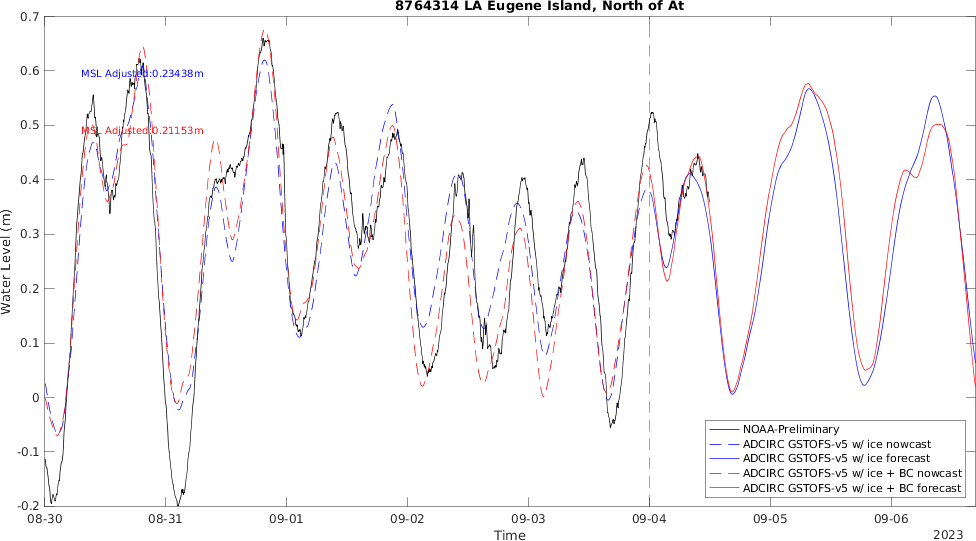 8764314 LA Eugene Island, North of At
0.7
0.6
0.5
0.4
0.3
0.2
0.1
0
-0.1
-0.2
Water Level (m)
MSL Adjusted:0.23438m
MSL Adjusted:0.21153m
NOAA-Preliminary
ADCIRC GSTOFS-v5 w/ ice nowcast
ADCIRC GSTOFS-v5 w/ ice forecast
ADCIRC GSTOFS-v5 w/ ice + BC nowcast
ADCIRC GSTOFS-v5 w/ ice + BC forecast
08-30 08-31 09-01 09-02 09-03 09-04 09-05 09-06
Time
2023